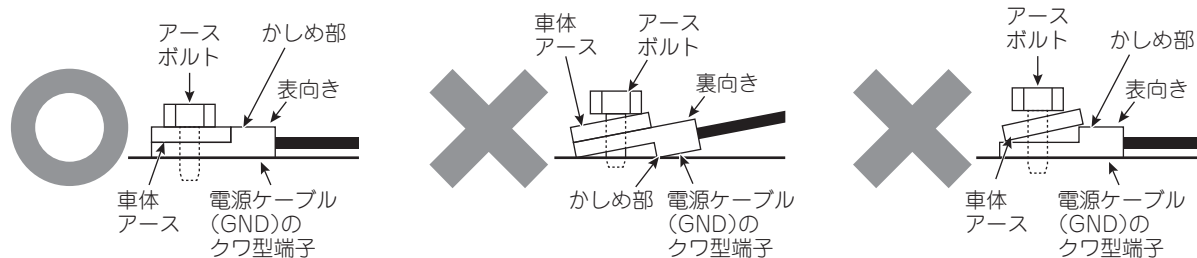 アース
ボルト
かしめ部
表向き
車体
アース
電源ケーブル
(GND)の
クワ型端子
車体
アース
アース
ボルト
裏向き
かしめ部
電源ケーブル
(GND)の
クワ型端子
アース
ボルト
かしめ部
表向き
車体
アース
電源ケーブル
(GND)の
クワ型端子